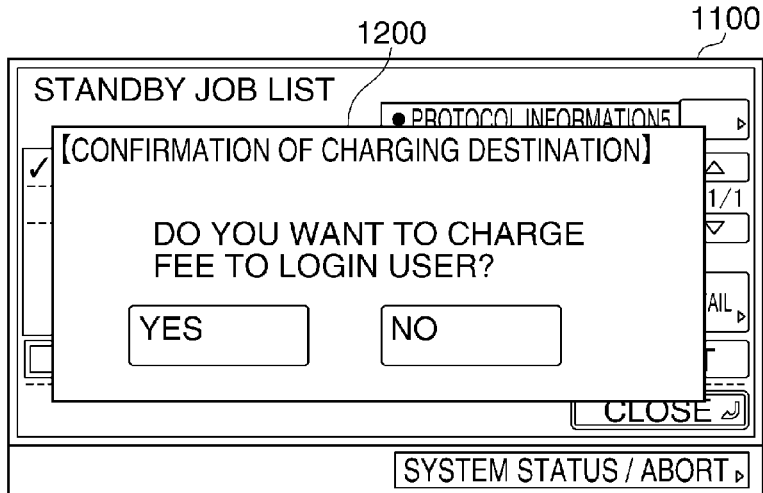 1200
1100
STANDBY JOB LIST
● PROTOCOL INFORMATION5
【CONFIRMATION OF CHARGING DESTINATION】
✓
1/1
DO YOU WANT TO CHARGE
FEE TO LOGIN USER?
AIL
YES
NO
T
CLOSE
SYSTEM STATUS / ABORT